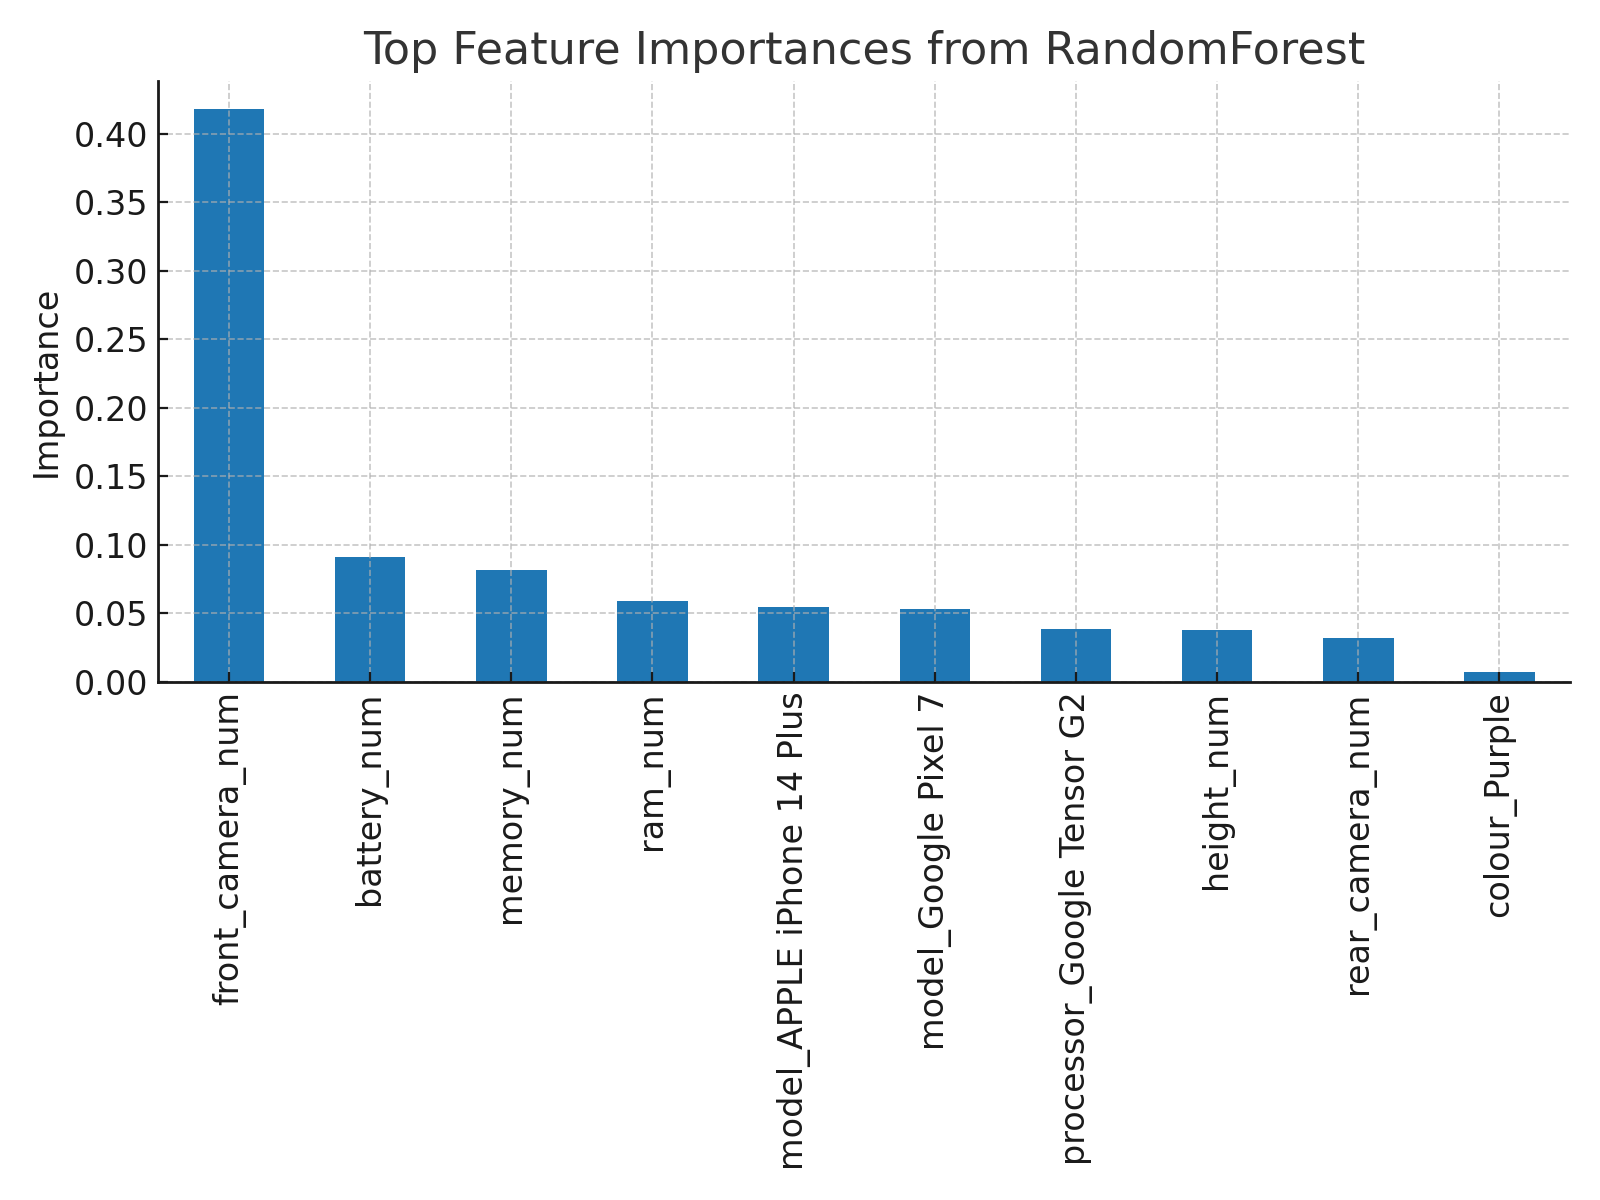 Top Feature Importances from RandomForest
Importance
0.40
0.35
0.30
0.25
0.20
0.15
0.10
0.05
0.00
front_camera_num
battery_num
memory_num
ram_num
model_APPLE iPhone 14 Plus
model_Google Pixel 7
processor_Google Tensor G2
height_num
rear_camera_num
colour_Purple